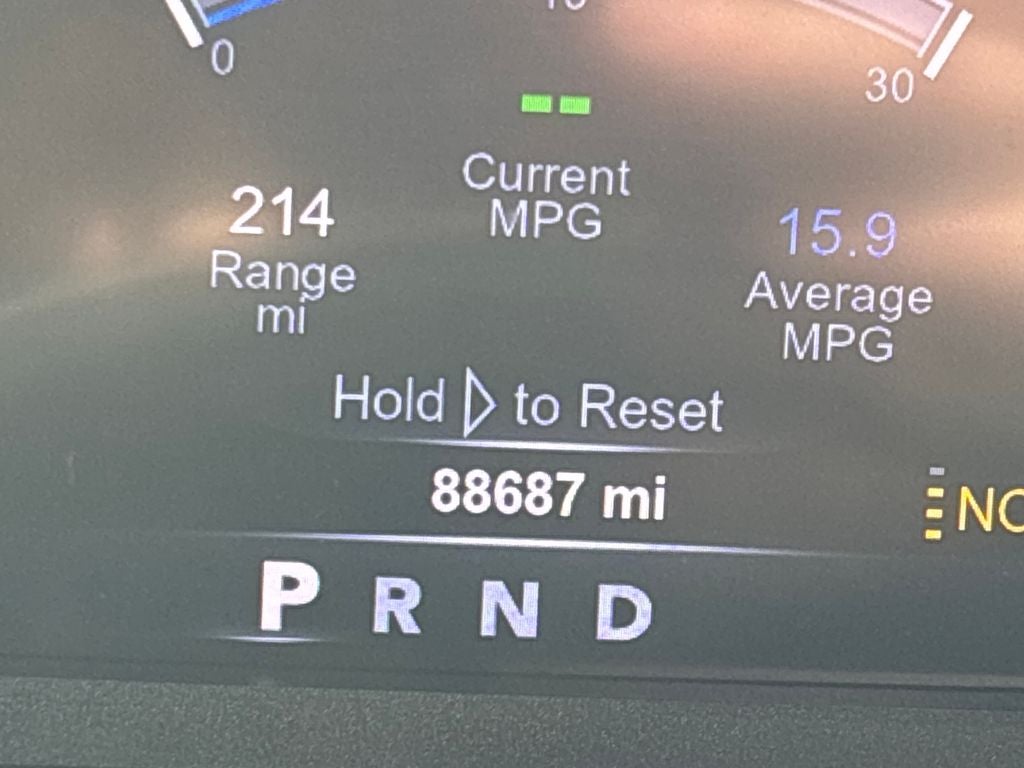 0
30
Current
MPG
214
Range
mi
15.9
Average
MPG
Hold ▷ to Reset
88687 mi
P R N D